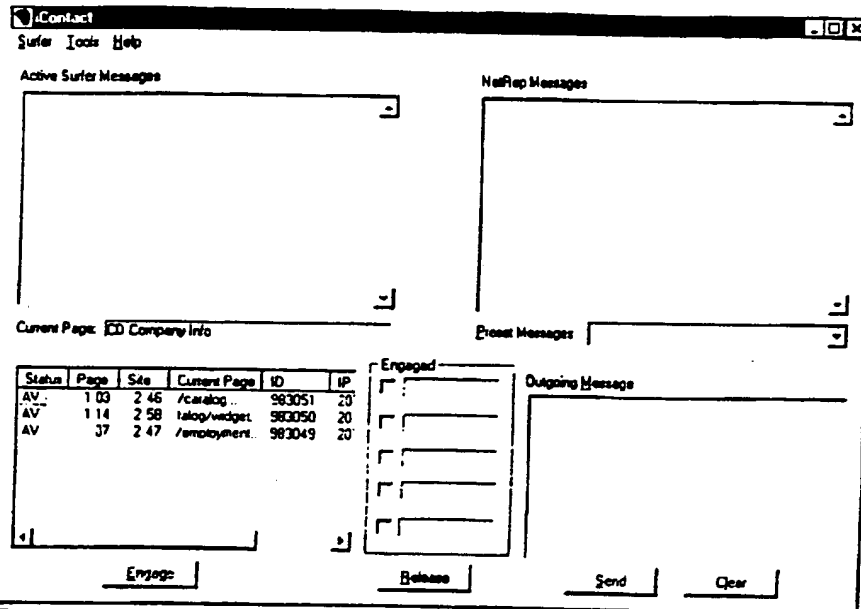 iContact
Surfer Tools Help
Active Surfer Messages
NetRep Messages
Current Page: ICD Company Info
Preset Messages
Status Page Site Current Page ID IP
AV 1 03 2 46 /catalog... 983051 20
AV 1 14 2 58 talog/widget. 983050 20
AV 37 2 47 /employment.. 983049 20
Engaged
Outgoing Message
Engage
Release
Send
Clear